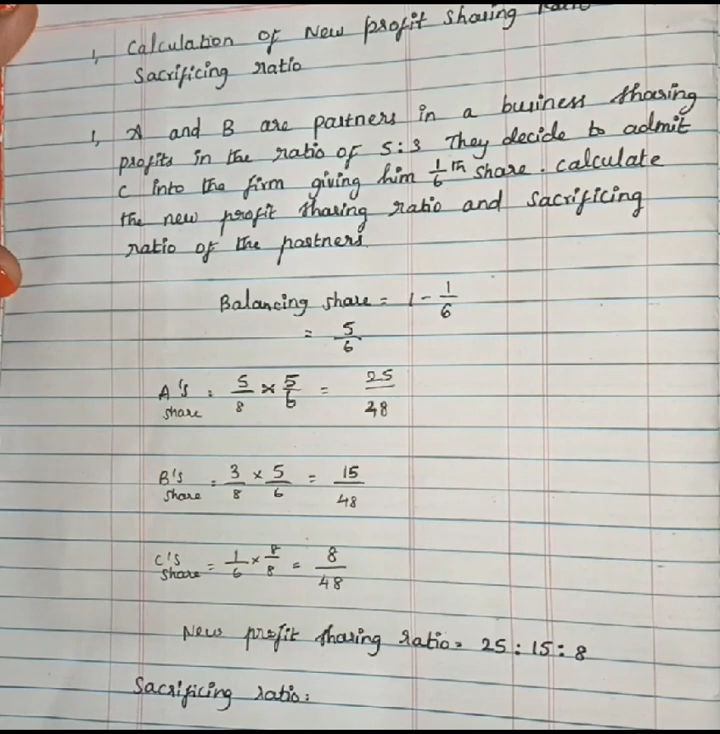 1, Calculation of New profit sharing Ratio
Sacrificing ratio
1, A and B are partners in a business sharing
profits in the ratio of 5:3 They decide to admit
C into the firm giving him 1/6 th share. calculate
the new profit sharing ratio and sacrificing
ratio of the partners.
Balancing share = 1 - 1/6
= 5/6
A's share = 5/8 × 5/6 = 25/48
B's share = 3/8 × 5/6 = 15/48
C's share = 1/6 × 8/8 = 8/48
New profit sharing ratio = 25 : 15 : 8
Sacrificing ratio: